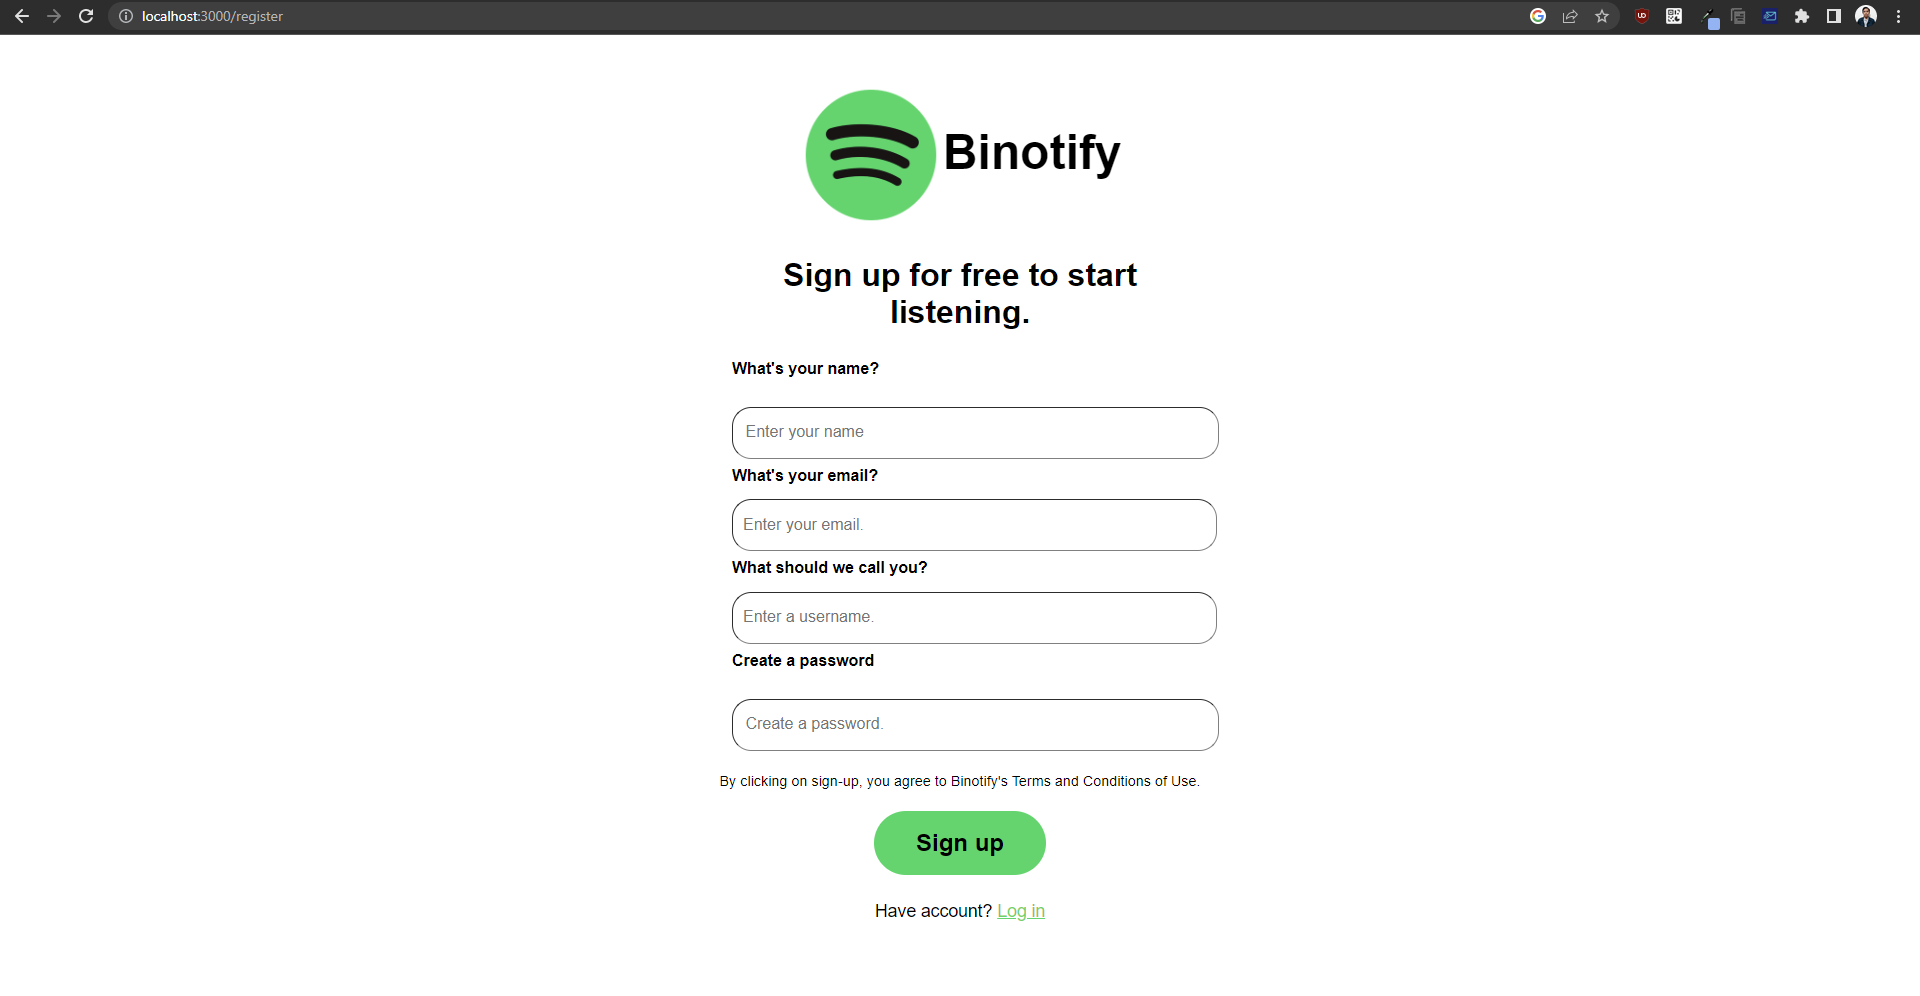 localhost:3000/register
Binotify
Sign up for free to start
listening.
What's your name?
Enter your name
What's your email?
Enter your email.
What should we call you?
Enter a username.
Create a password
Create a password.
By clicking on sign-up, you agree to Binotify's Terms and Conditions of Use.
Sign up
Have account? Log in